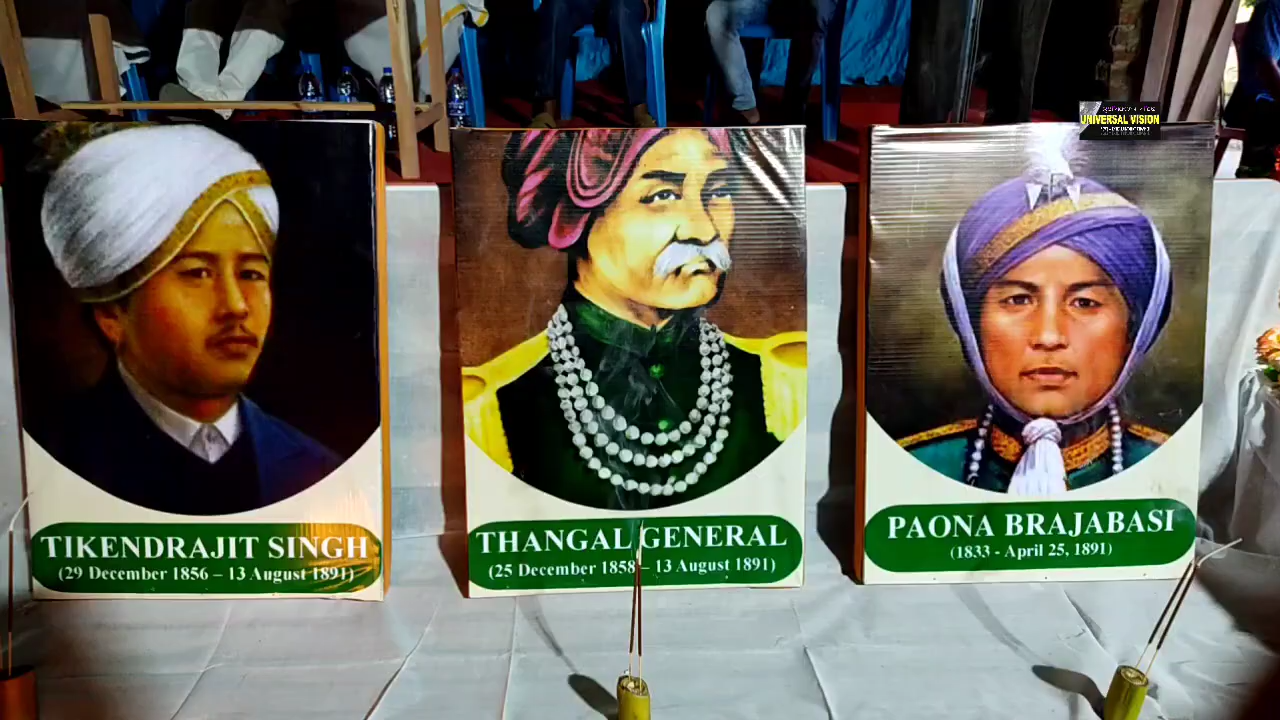 UNIVERSAL VISION
TIKENDRAJIT SINGH
(29 December 1856 – 13 August 1891)
THANGAL GENERAL
(25 December 1858 – 13 August 1891)
PAONA BRAJABASI
(1833 - April 25, 1891)